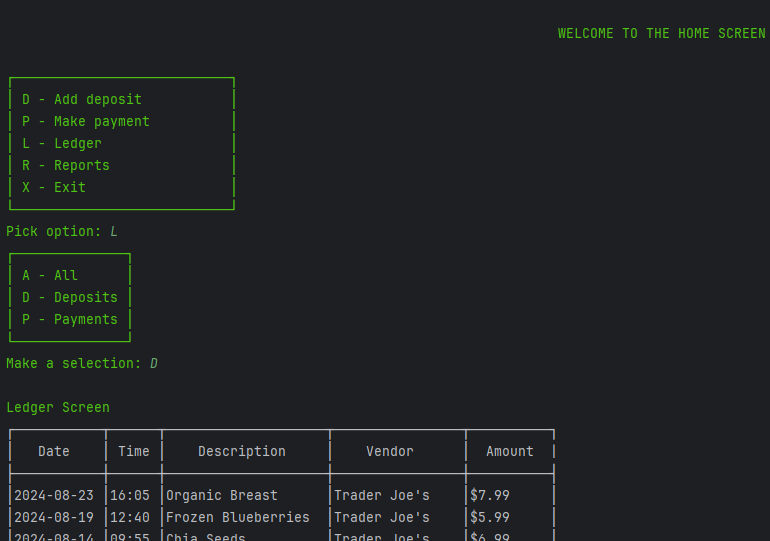 WELCOME TO THE HOME SCREEN
D - Add deposit
P - Make payment
L - Ledger
R - Reports
X - Exit
Pick option: L
A - All
D - Deposits
P - Payments
Make a selection: D
Ledger Screen
Date Time Description Vendor Amount
2024-08-23 16:05 Organic Breast Trader Joe's $7.99
2024-08-19 12:40 Frozen Blueberries Trader Joe's $5.99
2024-08-14 09:55 Chia Seeds Trader Joe's $6.99